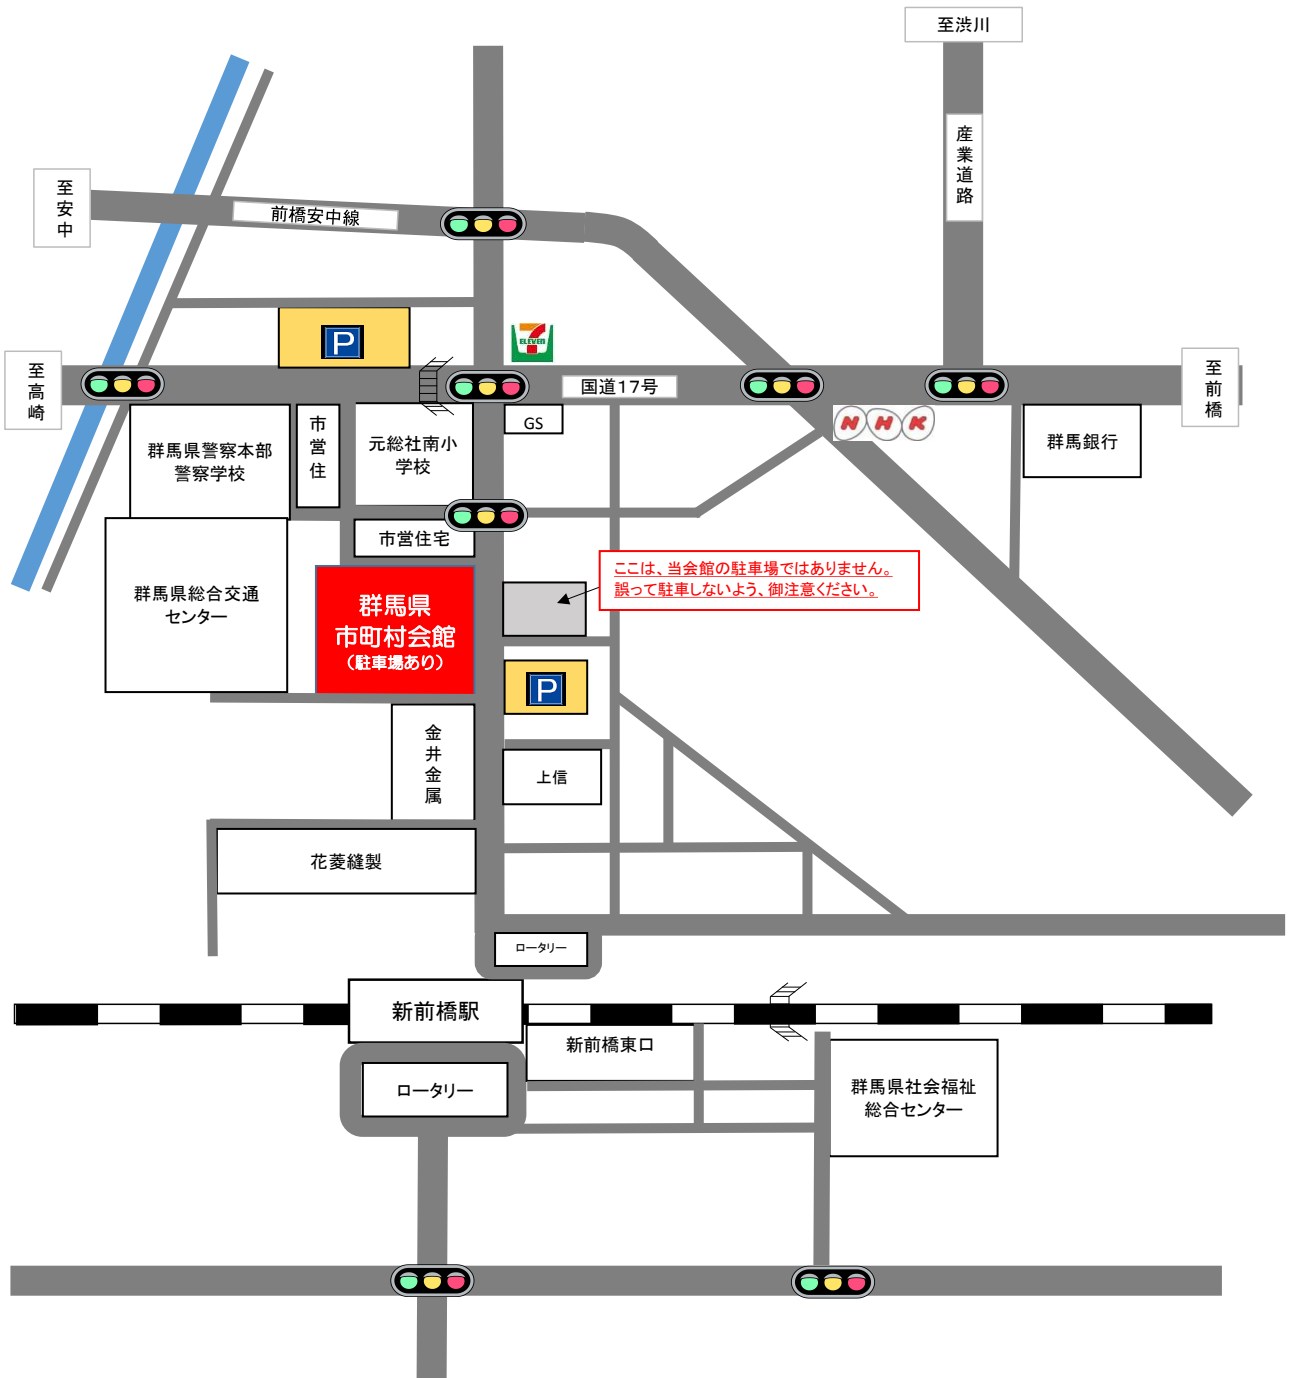 至渋川
産業道路
至安中
前橋安中線
P
ELEVEN
至高崎
国道17号
至前橋
市営住
元総社南小
学校
GS
NHK
群馬銀行
群馬県警察本部
警察学校
市営住宅
ここは、当会館の駐車場ではありません。
誤って駐車しないよう、御注意ください。
群馬県総合交通
センター
群馬県
市町村会館
(駐車場あり)
P
金井金属
上信
花菱縫製
ロータリー
新前橋駅
新前橋東口
ロータリー
群馬県社会福祉
総合センター